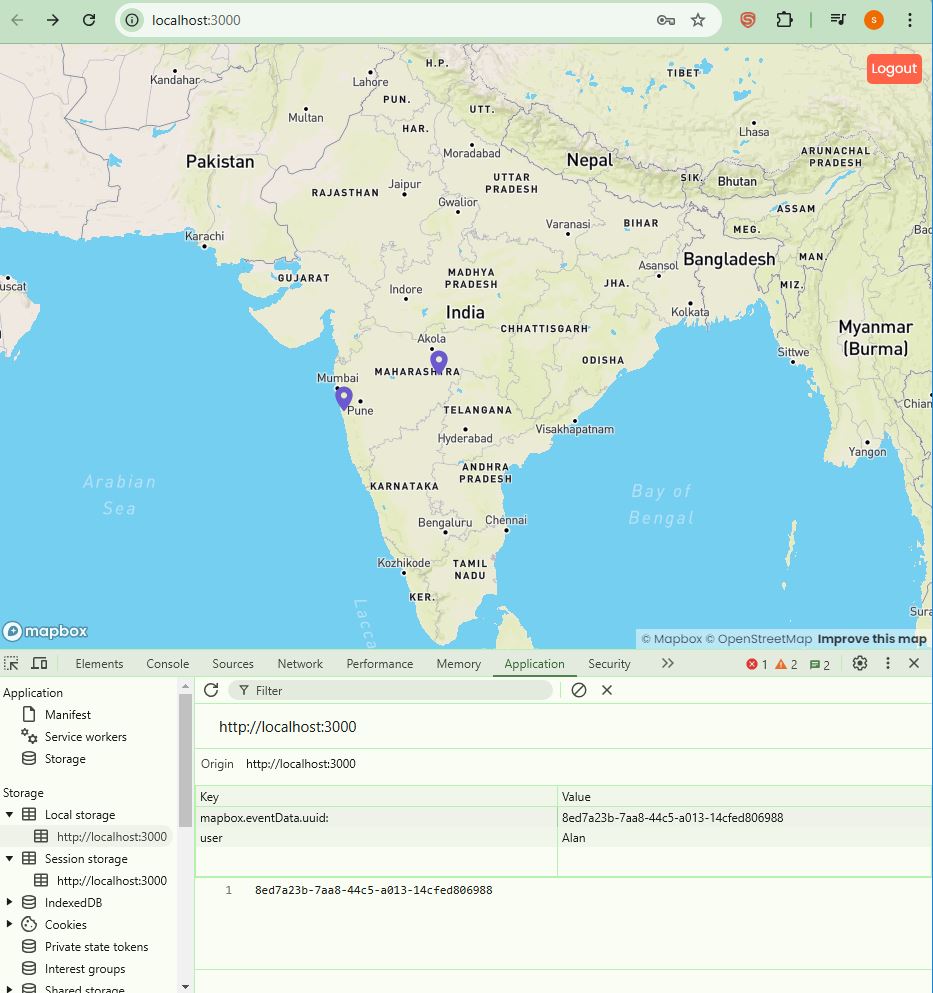 localhost:3000
S
Logout
H.P.
TIBET
Kandahar
Lahore
PUN.
UTT.
Multan
HAR.
Lhasa
Moradabad
ARUNACHAL
PRADESH
Pakistan
Nepal
UTTAR
PRADESH
SIK.
Bhutan
RAJASTHAN
Jaipur
Gwalior
ASSAM
Varanasi
BIHAR
MEG.
Karachi
Bangladesh
MAN.
Asansol
GUJARAT
MADHYA
PRADESH
JHA.
MIZ.
uscat
Indore
India
Kolkata
CHHATTISGARH
Myanmar
(Burma)
Akola
ODISHA
Sittwe
MAHARASHTRA
Mumbai
Pune
TELANGANA
Chian
Hyderabad
Visakhapatnam
Yangon
ANDHRA
PRADESH
Arabian
Sea
KARNATAKA
Bay of
Bengal
Bengaluru
Chennai
Kozhikode
TAMIL
NADU
KER.
Lacca
Sura
mapbox
© Mapbox © OpenStreetMap Improve this map
Elements Console Sources Network Performance Memory Application Security 1 2 2
Application
Manifest
Service workers
Storage
Storage
Local storage
http://localhost:3000
Session storage
http://localhost:3000
IndexedDB
Cookies
Private state tokens
Interest groups
Shared storage
Filter
http://localhost:3000
Origin http://localhost:3000
Key Value
mapbox.eventData.uuid: 8ed7a23b-7aa8-44c5-a013-14cfed806988
user Alan
1 8ed7a23b-7aa8-44c5-a013-14cfed806988